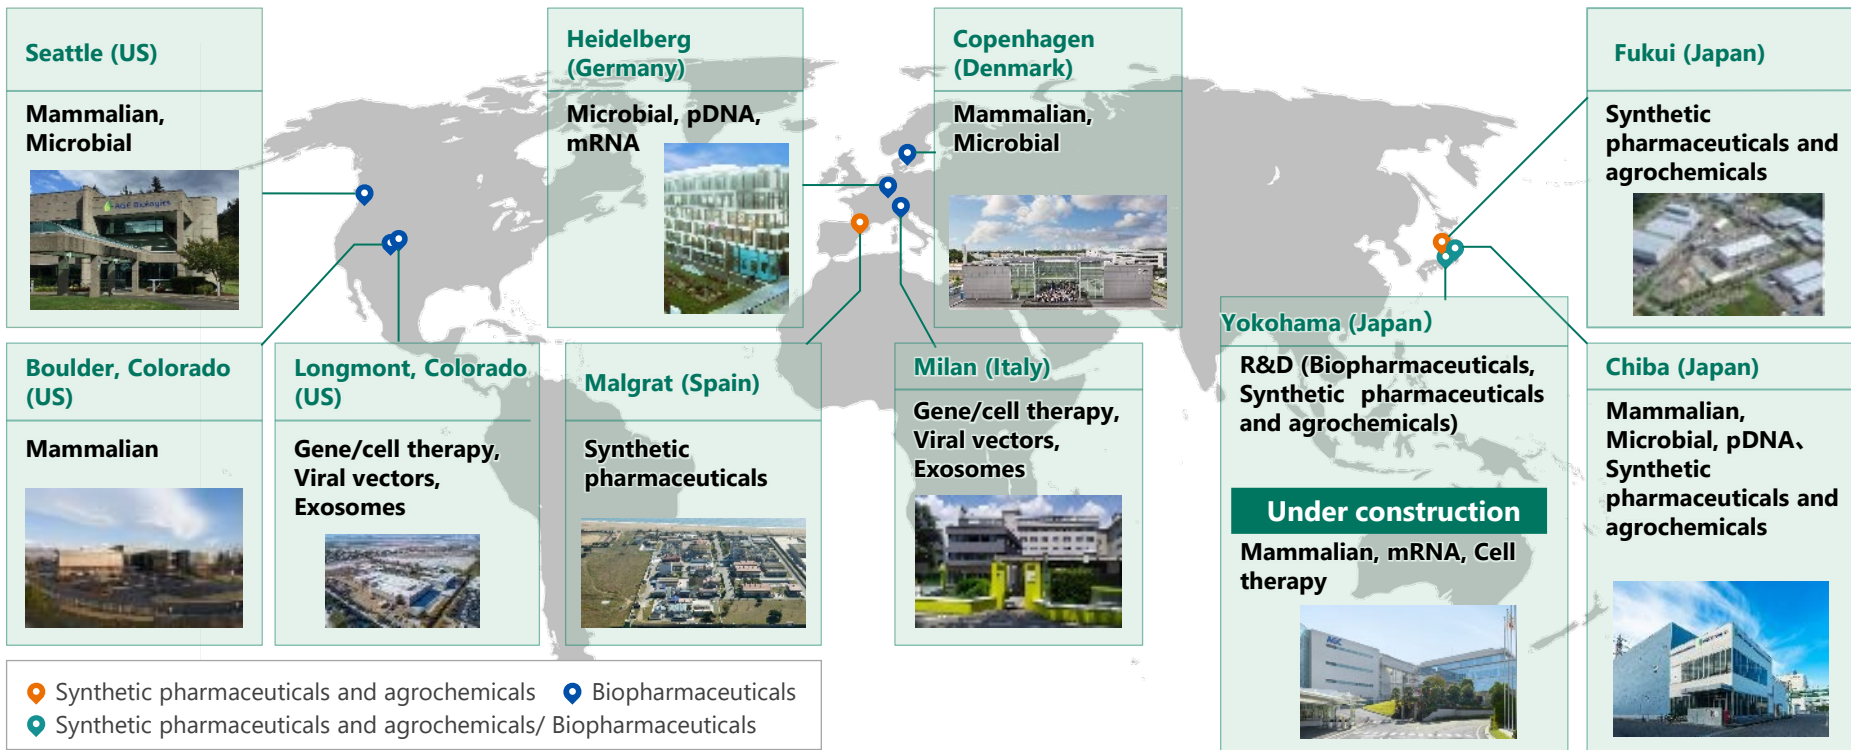 Seattle (US)
Mammalian,
Microbial
AGC Biologics
Heidelberg
(Germany)
Microbial, pDNA,
mRNA
Copenhagen
(Denmark)
Mammalian,
Microbial
Fukui (Japan)
Synthetic
pharmaceuticals and
agrochemicals
Boulder, Colorado
(US)
Mammalian
Longmont, Colorado
(US)
Gene/cell therapy,
Viral vectors,
Exosomes
Malgrat (Spain)
Synthetic
pharmaceuticals
Milan (Italy)
Gene/cell therapy,
Viral vectors,
Exosomes
Yokohama (Japan）
R&D (Biopharmaceuticals,
Synthetic pharmaceuticals
and agrochemicals)
Under construction
Mammalian, mRNA, Cell
therapy
AGC
Chiba (Japan)
Mammalian,
Microbial, pDNA、
Synthetic
pharmaceuticals and
agrochemicals
Synthetic pharmaceuticals and agrochemicals
Biopharmaceuticals
Synthetic pharmaceuticals and agrochemicals/ Biopharmaceuticals